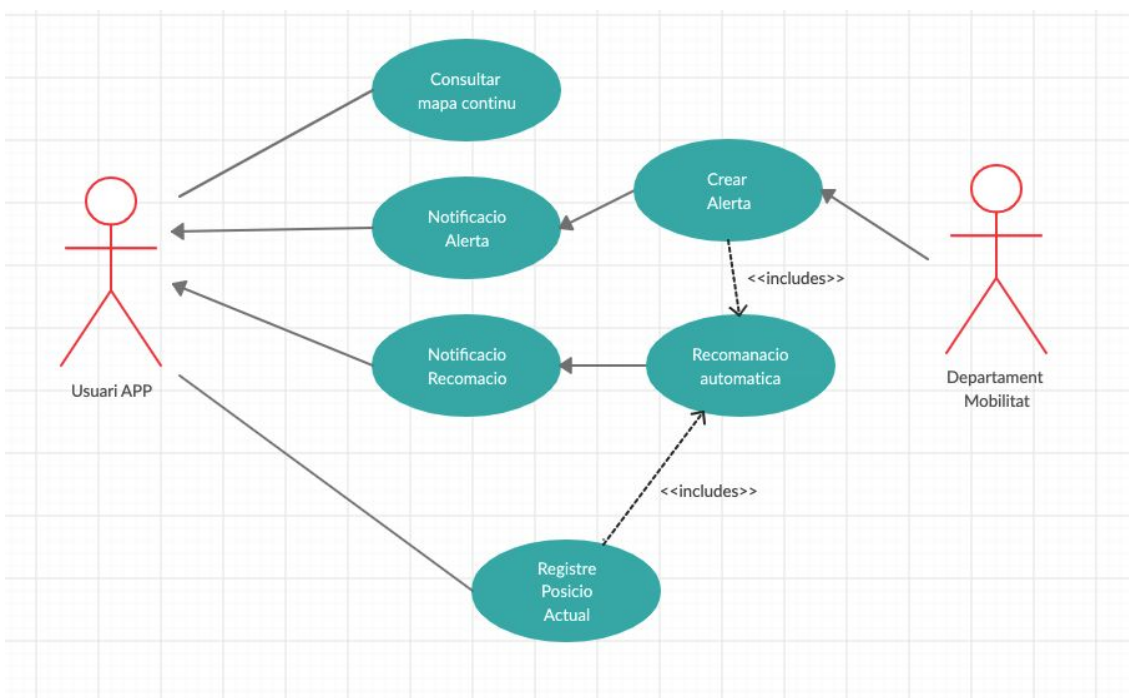 Consultar
mapa continu
Crear
Alerta
Notificacio
Alerta
<<includes>>
Notificacio
Recomacio
Recomanacio
automatica
Usuari APP
Departament
Mobilitat
<<includes>>
Registre
Posicio
Actual